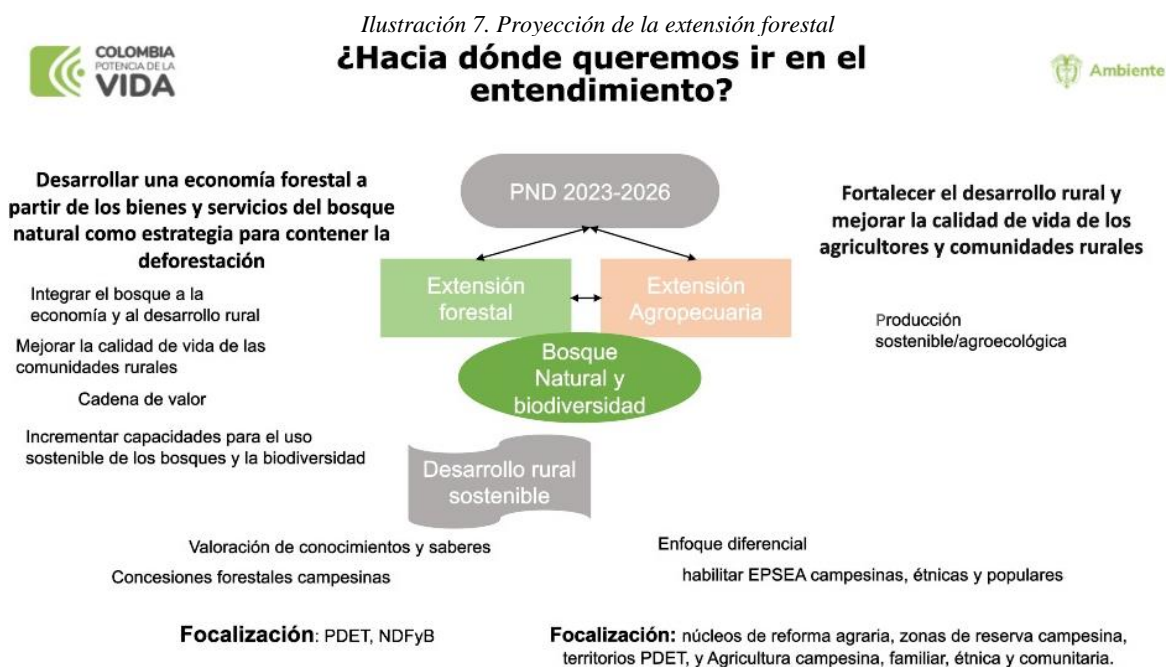 Ilustración 7. Proyección de la extensión forestal
COLOMBIA
POTENCIA DE LA
VIDA
¿Hacia dónde queremos ir en el
entendimiento?
Ambiente
Desarrollar una economía forestal a
partir de los bienes y servicios del bosque
natural como estrategia para contener la
deforestación
Integrar el bosque a la
economía y al desarrollo rural
Mejorar la calidad de vida de las
comunidades rurales
Cadena de valor
Incrementar capacidades para el uso
sostenible de los bosques y la biodiversidad
PND 2023-2026
Extensión
forestal
Extensión
Agropecuaria
Bosque
Natural y
biodiversidad
Desarrollo rural
sostenible
Fortalecer el desarrollo rural y
mejorar la calidad de vida de los
agricultores y comunidades rurales
Producción
sostenible/agroecológica
Valoración de conocimientos y saberes
Concesiones forestales campesinas
Enfoque diferencial
habilitar EPSEA campesinas, étnicas y populares
Focalización: PDET, NDFyB
Focalización: núcleos de reforma agraria, zonas de reserva campesina,
territorios PDET, y Agricultura campesina, familiar, étnica y comunitaria.